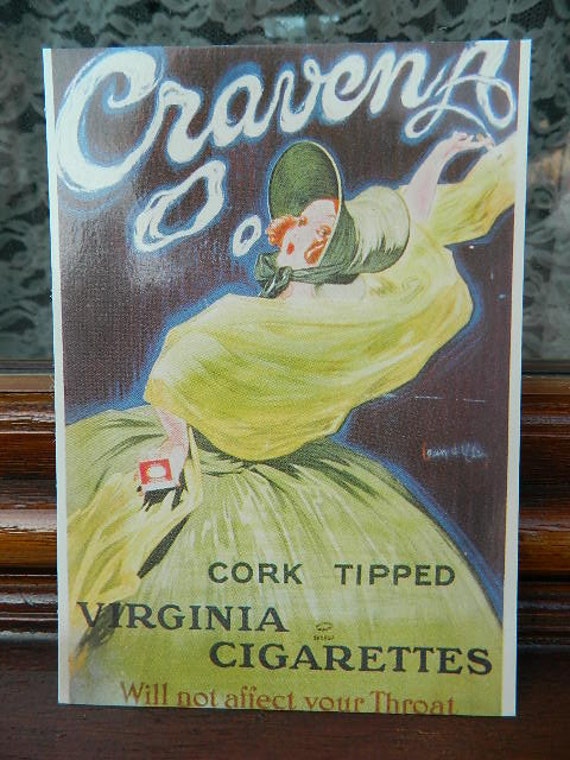 Craven A
CORK TIPPED
VIRGINIA
CIGARETTES
Will not affect your Throat